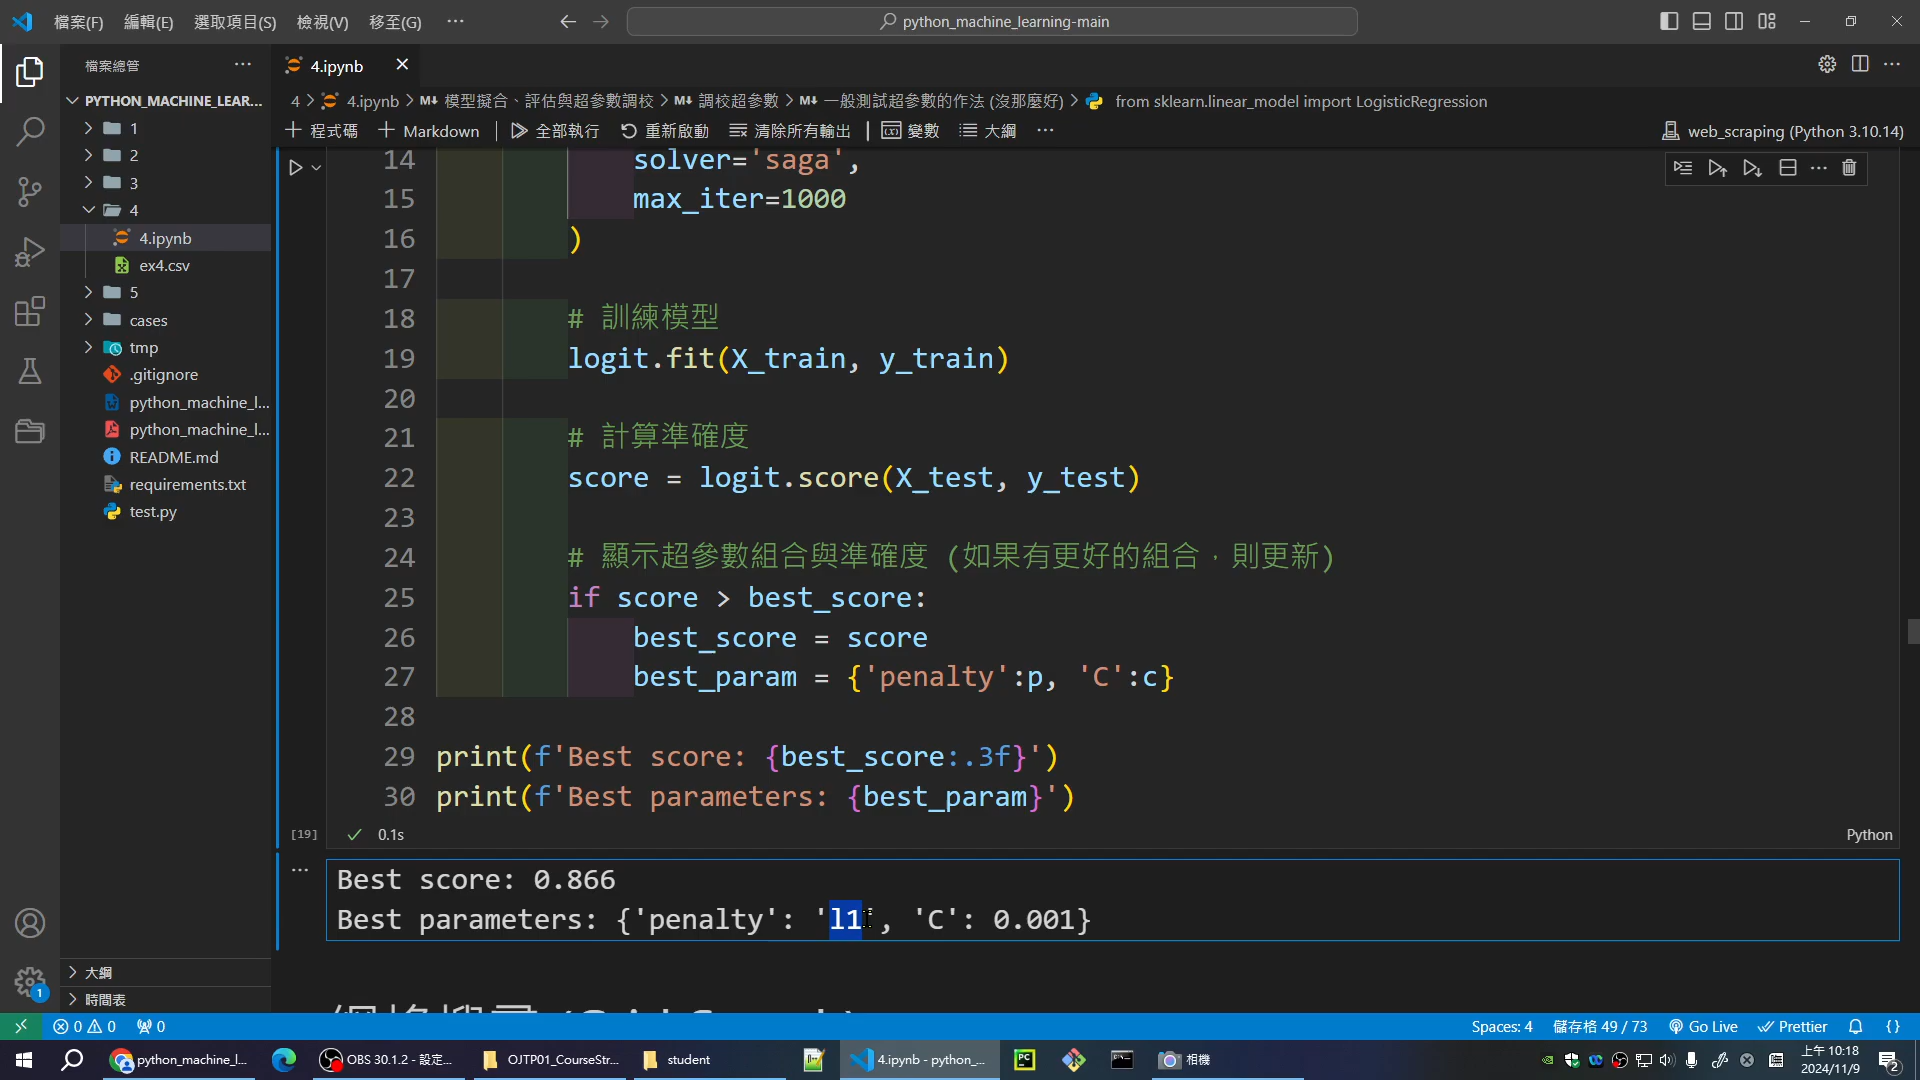 檔案(F) 編輯(E) 選取項目(S) 檢視(V) 移至(G) ···
python_machine_learning-main
檔案總管 ···
4.ipynb
PYTHON_MACHINE_LEAR...
1
2
3
4
4.ipynb
ex4.csv
5
cases
tmp
.gitignore
python_machine_l...
python_machine_l...
README.md
requirements.txt
test.py
大綱
時間表
1
4 > 4.ipynb > 模型擬合、評估與超參數調校 > 調校超參數 > 一般測試超參數的作法 (沒那麼好) > from sklearn.linear_model import LogisticRegression
+ 程式碼 + Markdown 全部執行 重新啟動 清除所有輸出 變數 大綱 ···
web_scraping (Python 3.10.14)
14 solver='saga',
15 max_iter=1000
16 )
17
18 # 訓練模型
19 logit.fit(X_train, y_train)
20
21 # 計算準確度
22 score = logit.score(X_test, y_test)
23
24 # 顯示超參數組合與準確度 (如果有更好的組合，則更新)
25 if score > best_score:
26 best_score = score
27 best_param = {'penalty':p, 'C':c}
28
29 print(f'Best score: {best_score:.3f}')
30 print(f'Best parameters: {best_param}')
[19] 0.1s
Python
Best score: 0.866
Best parameters: {'penalty': 'l1', 'C': 0.001}
0 0 0
Spaces: 4 儲存格 49 / 73 Go Live Prettier
python_machine_l...
OBS 30.1.2 - 設定...
OJTP01_CourseStr...
student
4.ipynb - python_...
相機
上午 10:18
2024/11/9
2